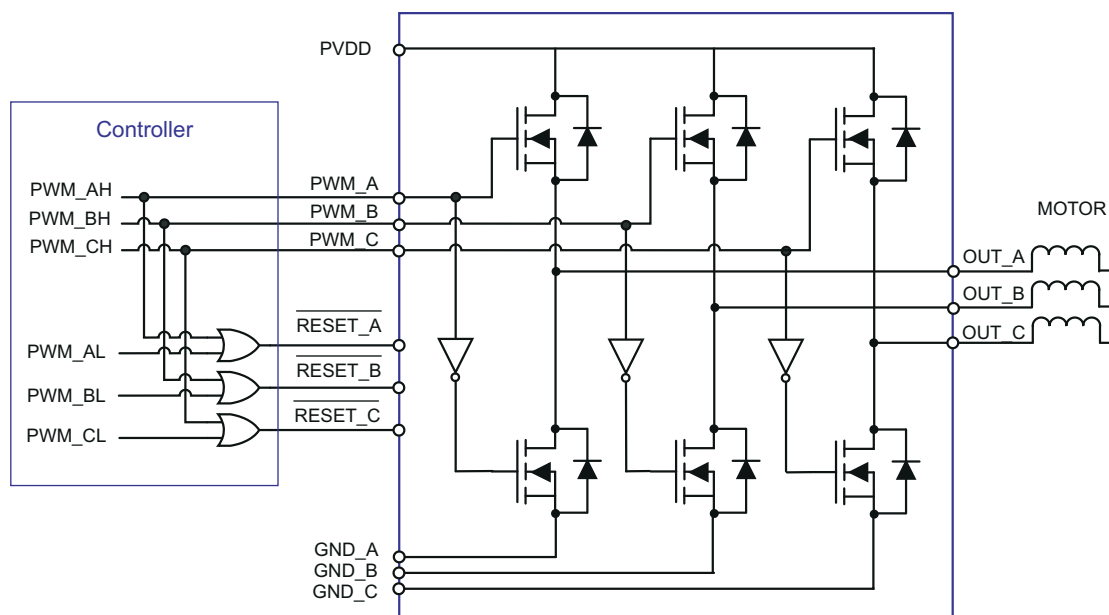 PVDD
Controller
PWM_AH
PWM_A
PWM_BH
PWM_B
MOTOR
PWM_CH
PWM_C
OUT_A
OUT_B
OUT_C
RESET_A
PWM_AL
RESET_B
PWM_BL
RESET_C
PWM_CL
GND_A
GND_B
GND_C